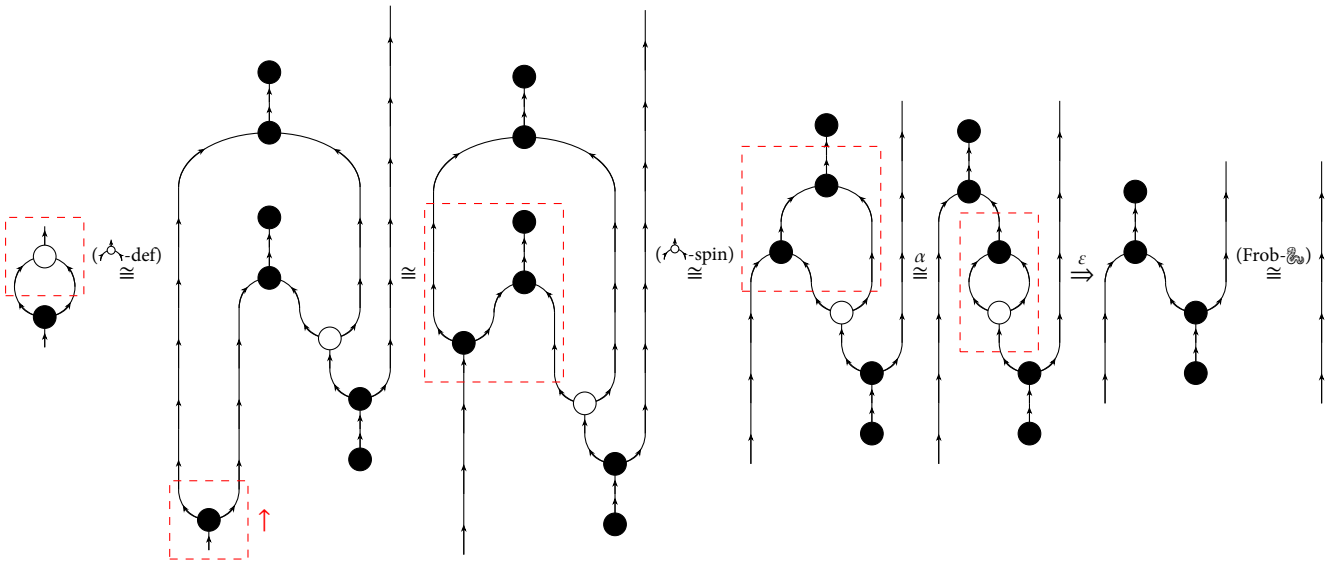 (-def)
≅
≅
(-spin)
≅
α
≅
ε
⇛
(Frob-)
≅